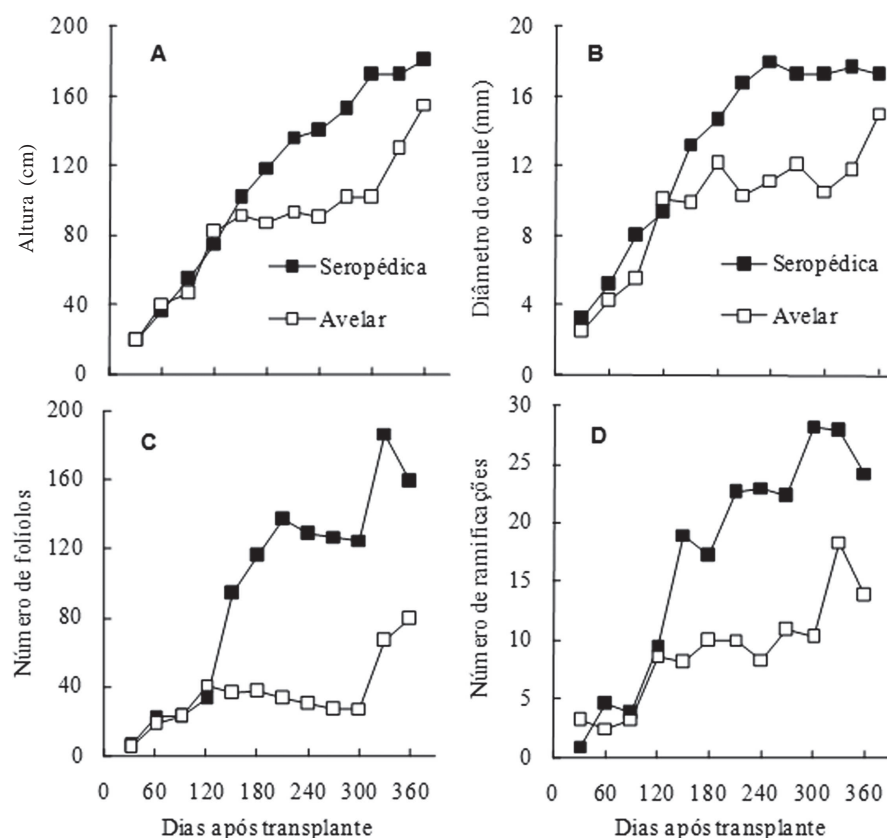 A
Altura (cm)
200
160
120
80
40
0
Seropédica
Avelar
B
Diâmetro do caule (mm)
20
16
12
8
4
0
Seropédica
Avelar
C
Número de folíolos
200
160
120
80
40
0
0 60 120 180 240 300 360
Dias após transplante
D
Número de ramificações
30
25
20
15
10
5
0
0 60 120 180 240 300 360
Dias após transplante